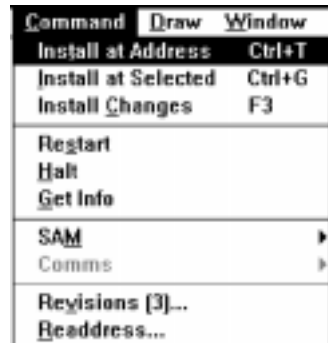 Command Draw Window
Install at Address Ctrl+T
Install at Selected Ctrl+G
Install Changes F3
Restart
Halt
Get Info
SAM
Comms
Revisions (3)...
Readdress...